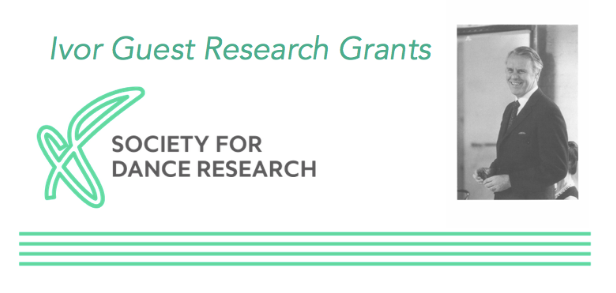 Ivor Guest Research Grants
SOCIETY FOR
DANCE RESEARCH